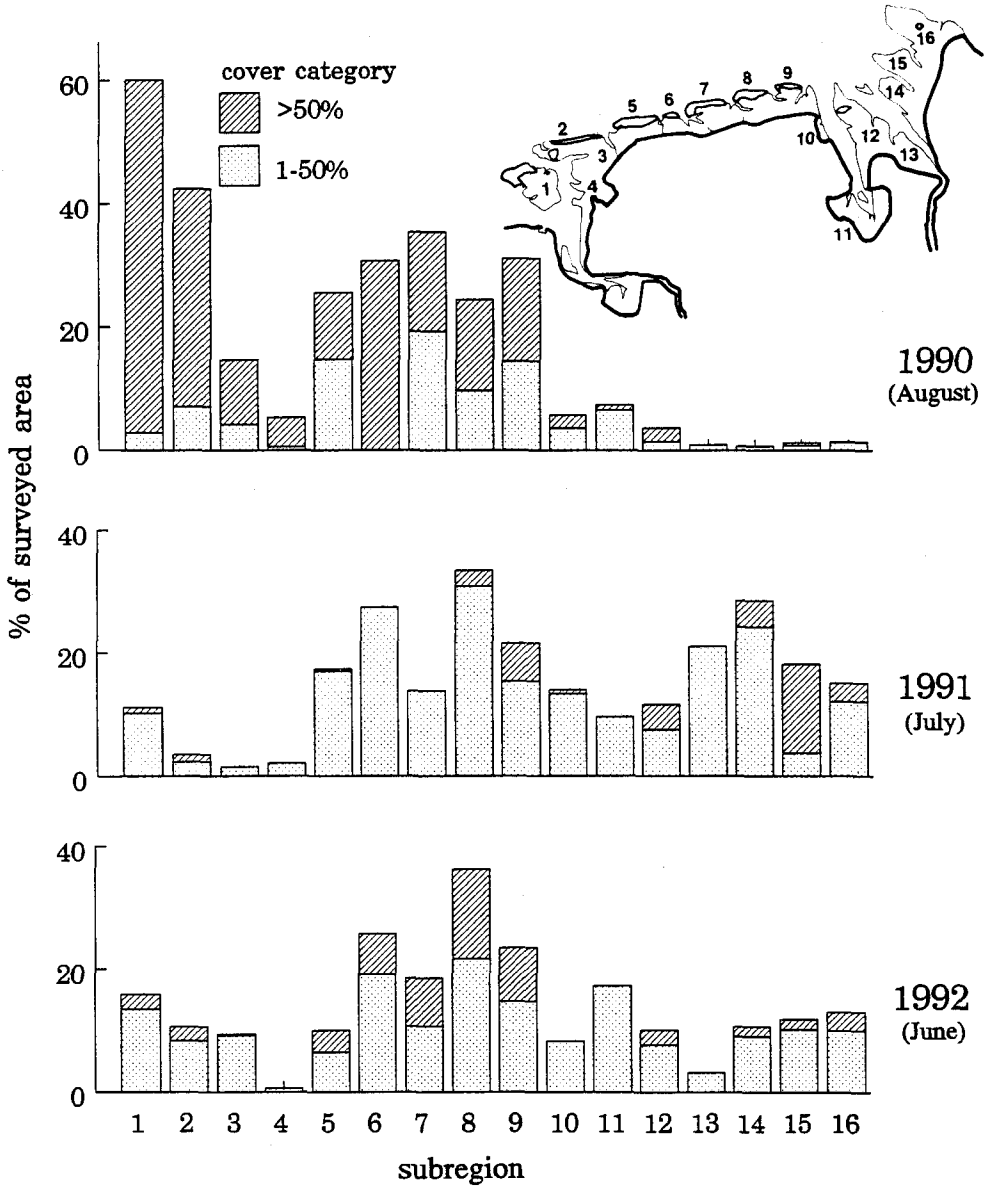 cover category
>50%
1-50%
60
40
20
0
1 2 3 4 5 6 7 8 9 10 11 12 13 14 15 16
1990
(August)
% of surveyed area
40
20
0
1991
(July)
40
20
0
1992
(June)
1 2 3 4 5 6 7 8 9 10 11 12 13 14 15 16
subregion